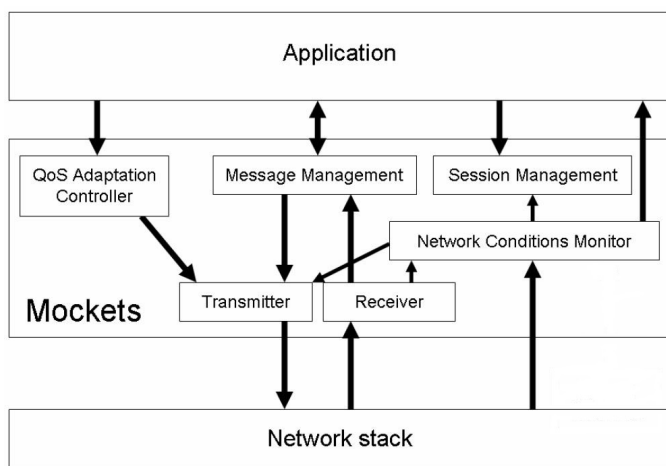 Application
QoS Adaptation
Controller
Message Management
Session Management
Network Conditions Monitor
Transmitter
Receiver
Mockets
Network stack